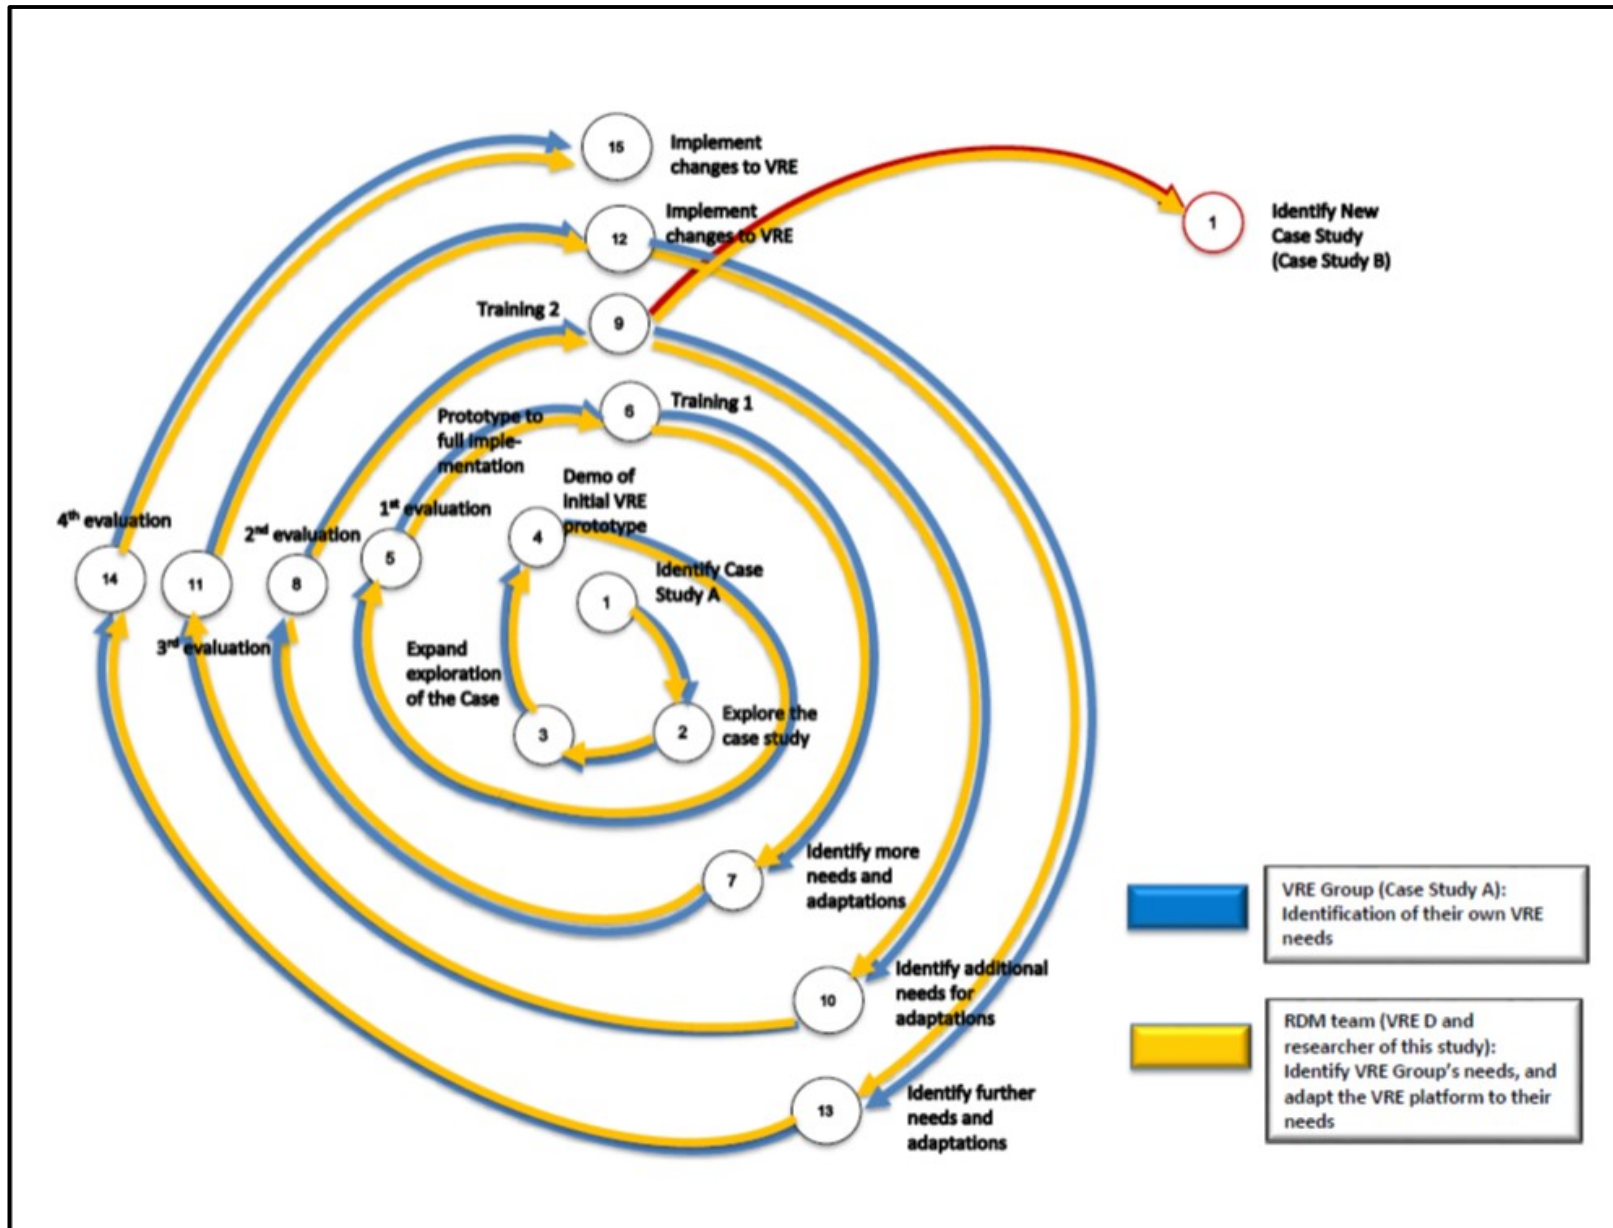 15
Implement
changes to VRE
12
Implement
changes to VRE
1
Identify New
Case Study
(Case Study B)
Training 2
9
6
Training 1
Prototype to
full imple-
mentation
Demo of
initial VRE
prototype
4
1st evaluation
5
4th evaluation
14
11
2nd evaluation
8
3rd evaluation
1
Identify Case
Study A
Expand
exploration
of the Case
3
2
Explore the
case study
7
Identify more
needs and
adaptations
10
Identify additional
needs for
adaptations
13
Identify further
needs and
adaptations
VRE Group (Case Study A):
Identification of their own VRE
needs
RDM team (VRE D and
researcher of this study):
Identify VRE Group's needs, and
adapt the VRE platform to their
needs